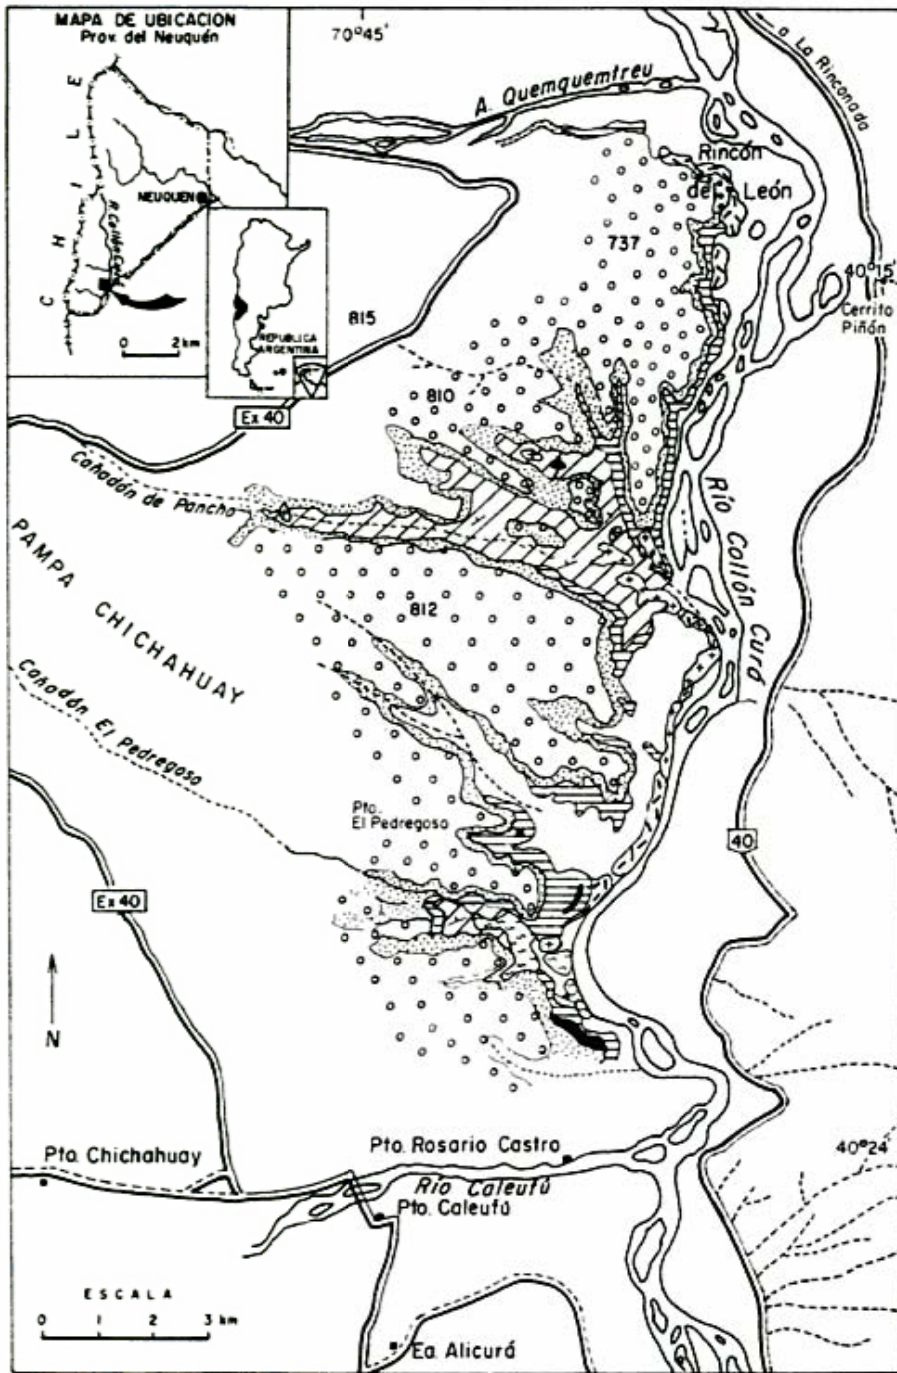 MAPA DE UBICACION
Prov. del Neuquén
C H I L E
NEUQUEN
0 2 km
REPUBLICA
ARGENTINA
70°45'
a La Rinconada
A. Quemquemtreu
Rincón
de León
737
40°15'
Cerrito
Piñón
815
810
Ex 40
Cañadón de Pancho
Río Collón Curá
PAMPA CHICHAHUAY
812
Cañadón El Pedregoso
Pto.
El Pedregoso
40
Ex 40
N
Pto. Chichahuay
Pto. Rosario Castro
40°24'
Río Caleufú
Pto. Caleufú
ESCALA
0 1 2 3 km
Ea. Alicurá